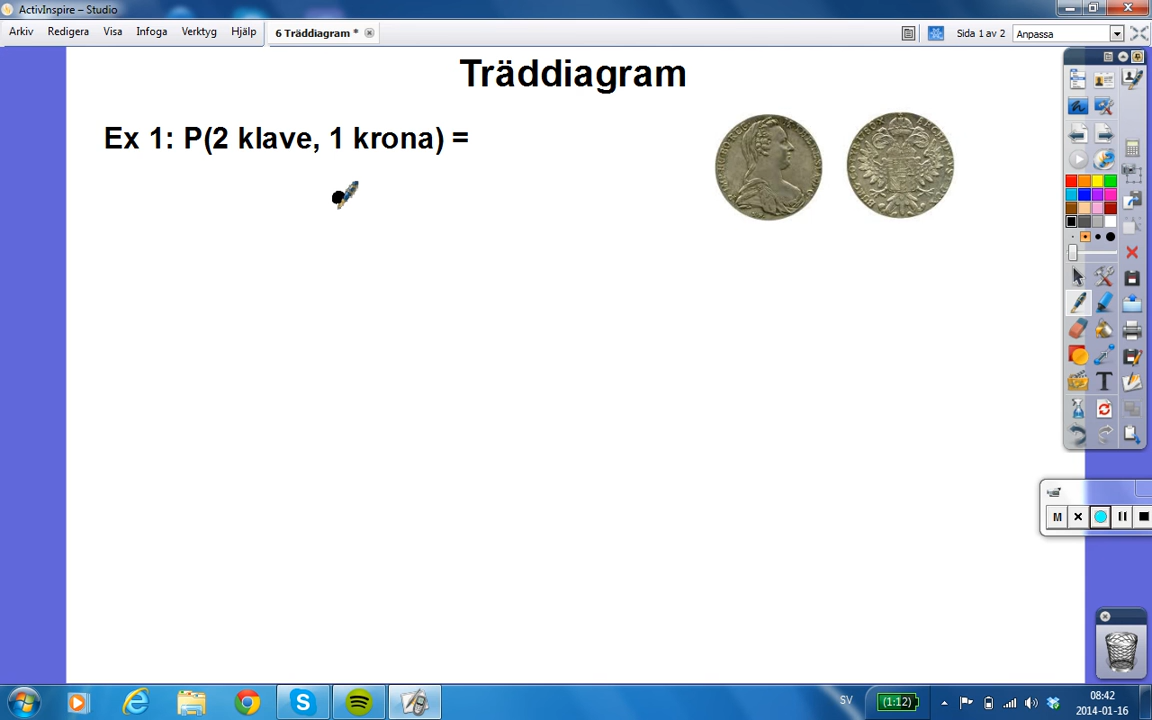 ActivInspire – Studio
Arkiv Redigera Visa Infoga Verktyg Hjälp 6 Träddiagram * Sida 1 av 2 Anpassa
Träddiagram
Ex 1: P(2 klave, 1 krona) =
T
M
SV (1:12) 08:42
2014-01-16